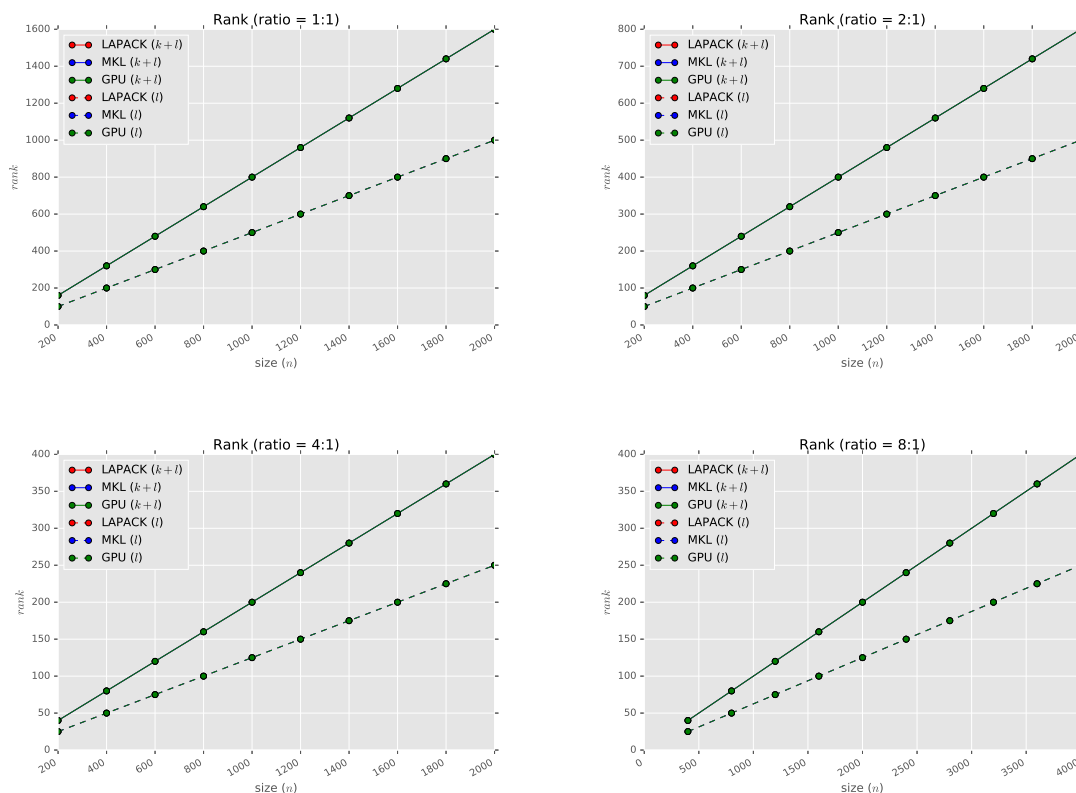 Rank (ratio = 1:1)
1600
1400
1200
1000
800
600
400
200
0
rank
LAPACK (k+l)
MKL (k+l)
GPU (k+l)
LAPACK (l)
MKL (l)
GPU (l)
200 400 600 800 1000 1200 1400 1600 1800 2000
size (n)
Rank (ratio = 2:1)
800
700
600
500
400
300
200
100
0
rank
LAPACK (k+l)
MKL (k+l)
GPU (k+l)
LAPACK (l)
MKL (l)
GPU (l)
200 400 600 800 1000 1200 1400 1600 1800 2000
size (n)
Rank (ratio = 4:1)
400
350
300
250
200
150
100
50
0
rank
LAPACK (k+l)
MKL (k+l)
GPU (k+l)
LAPACK (l)
MKL (l)
GPU (l)
200 400 600 800 1000 1200 1400 1600 1800 2000
size (n)
Rank (ratio = 8:1)
400
350
300
250
200
150
100
50
0
rank
LAPACK (k+l)
MKL (k+l)
GPU (k+l)
LAPACK (l)
MKL (l)
GPU (l)
0 500 1000 1500 2000 2500 3000 3500 4000
size (n)